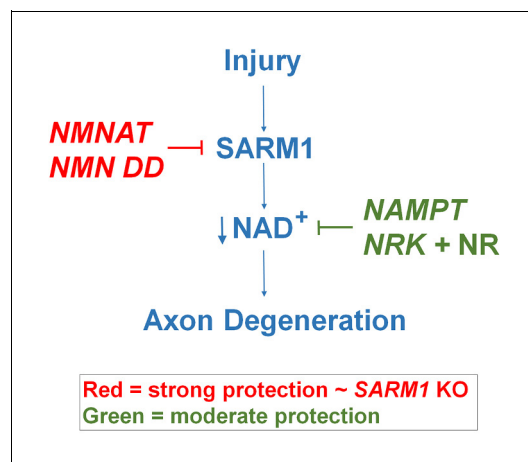 Injury
NMNAT
NMN DD
SARM1
↓ NAD+
NAMPT
NRK + NR
Axon Degeneration
Red = strong protection ~ SARM1 KO
Green = moderate protection